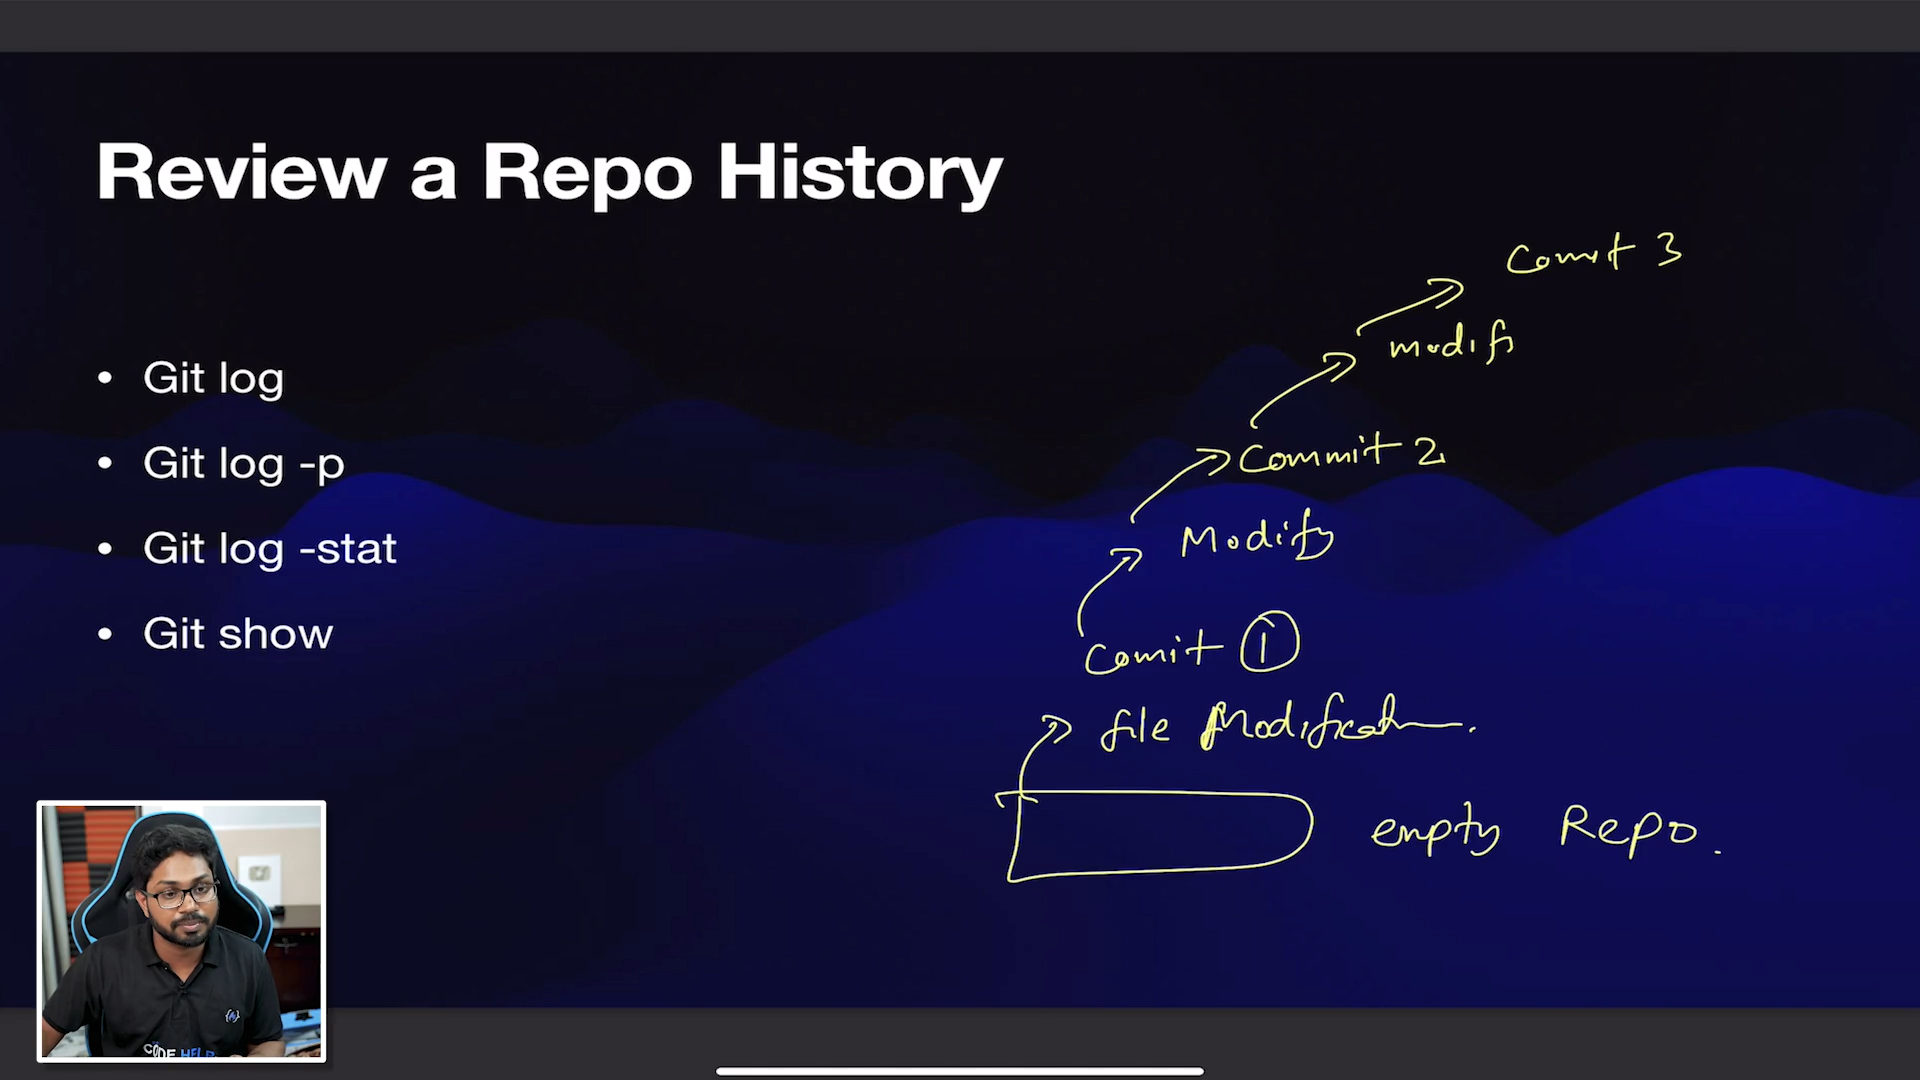 Review a Repo History
• Git log
• Git log -p
• Git log -stat
• Git show
Comit 3
modify
Commit 2
Modify
Comit 1
file Modification.
empty Repo.
CODE HELP